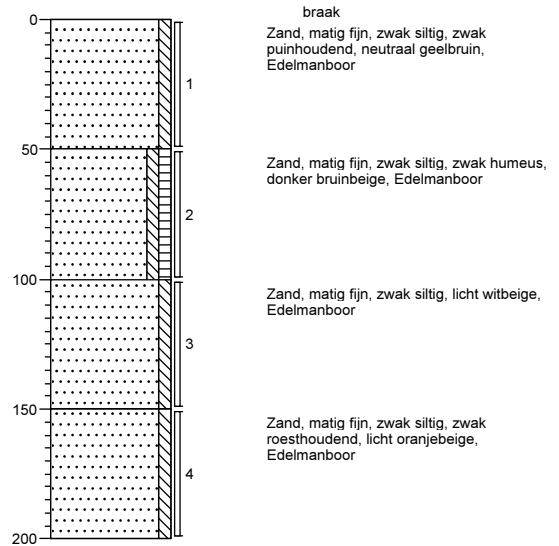 braak
0
Zand, matig fijn, zwak siltig, zwak
puinhoudend, neutraal geelbruin,
Edelmanboor
1
50
Zand, matig fijn, zwak siltig, zwak humeus,
donker bruinbeige, Edelmanboor
2
100
Zand, matig fijn, zwak siltig, licht witbeige,
Edelmanboor
3
150
Zand, matig fijn, zwak siltig, zwak
roesthoudend, licht oranjebeige,
Edelmanboor
4
200